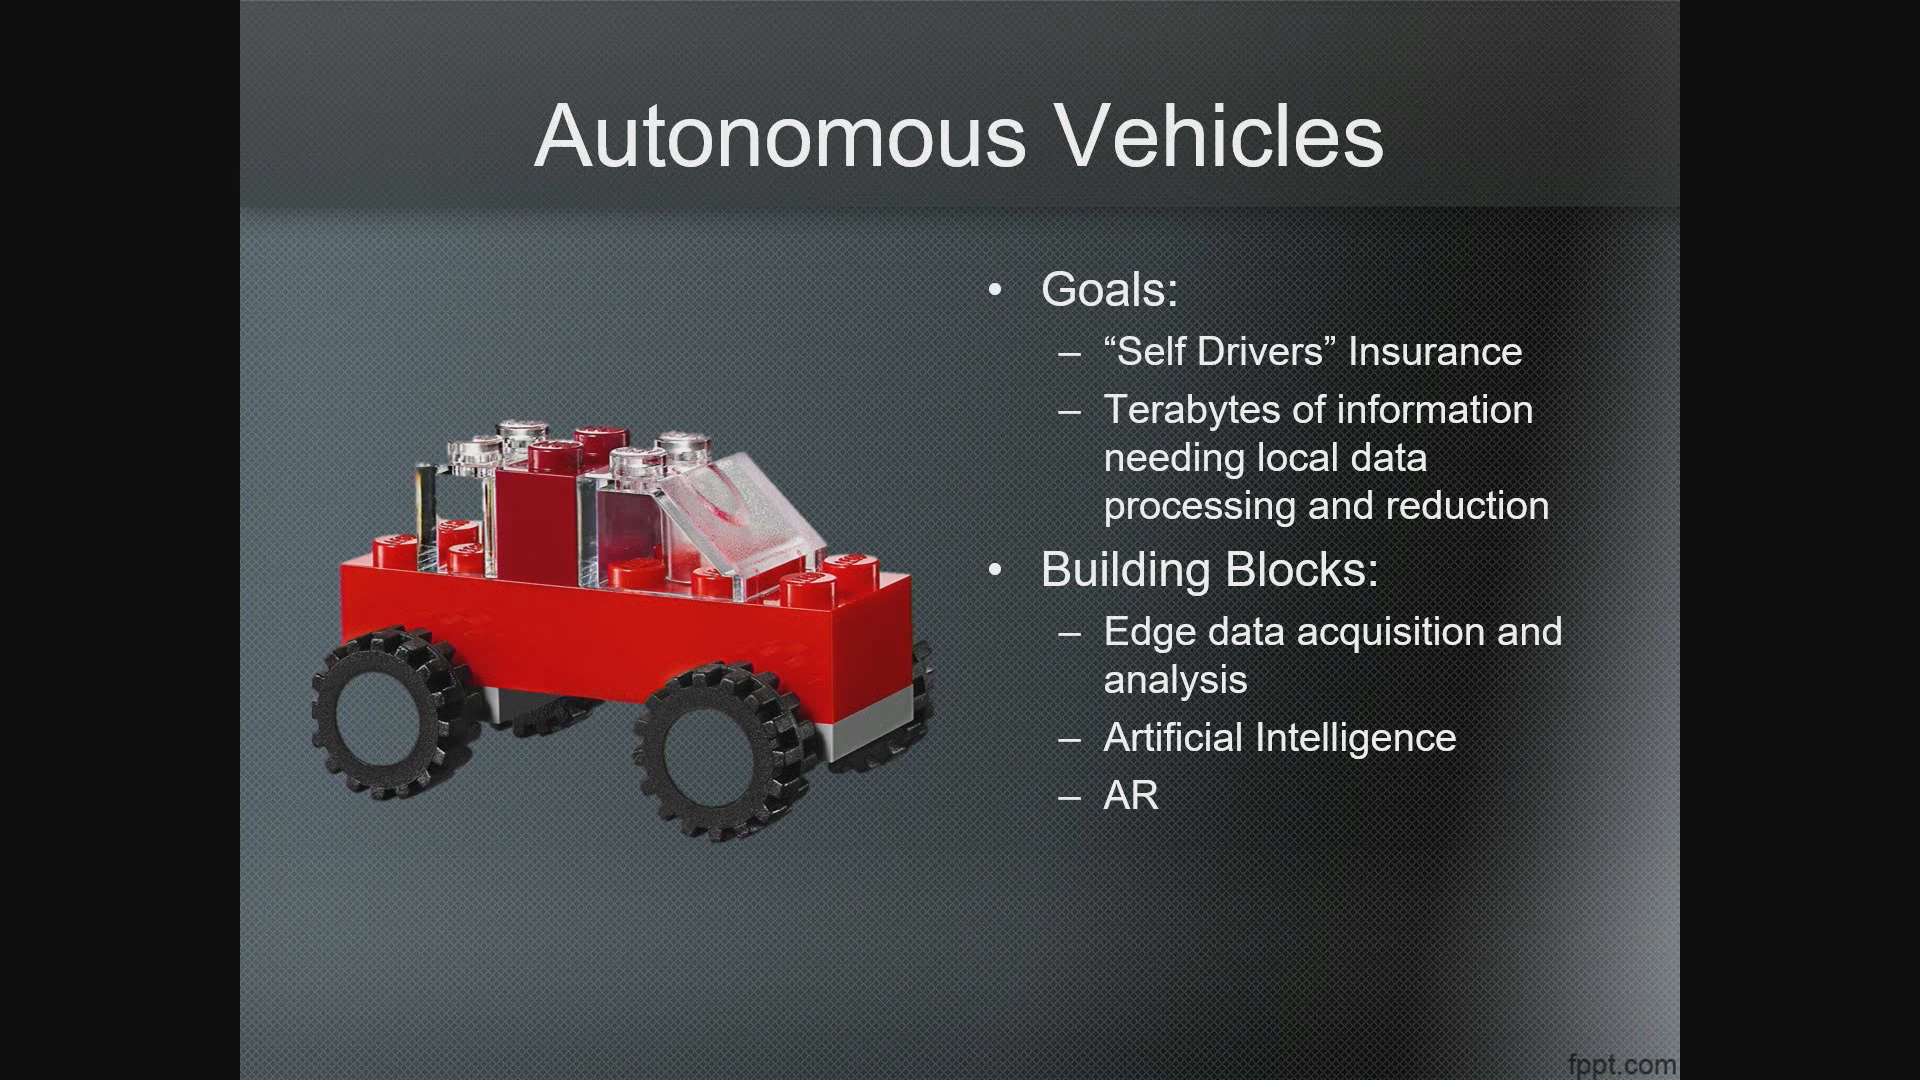 Autonomous Vehicles
• Goals:
– “Self Drivers” Insurance
– Terabytes of information
needing local data
processing and reduction
• Building Blocks:
– Edge data acquisition and
analysis
– Artificial Intelligence
– AR
fppt.com